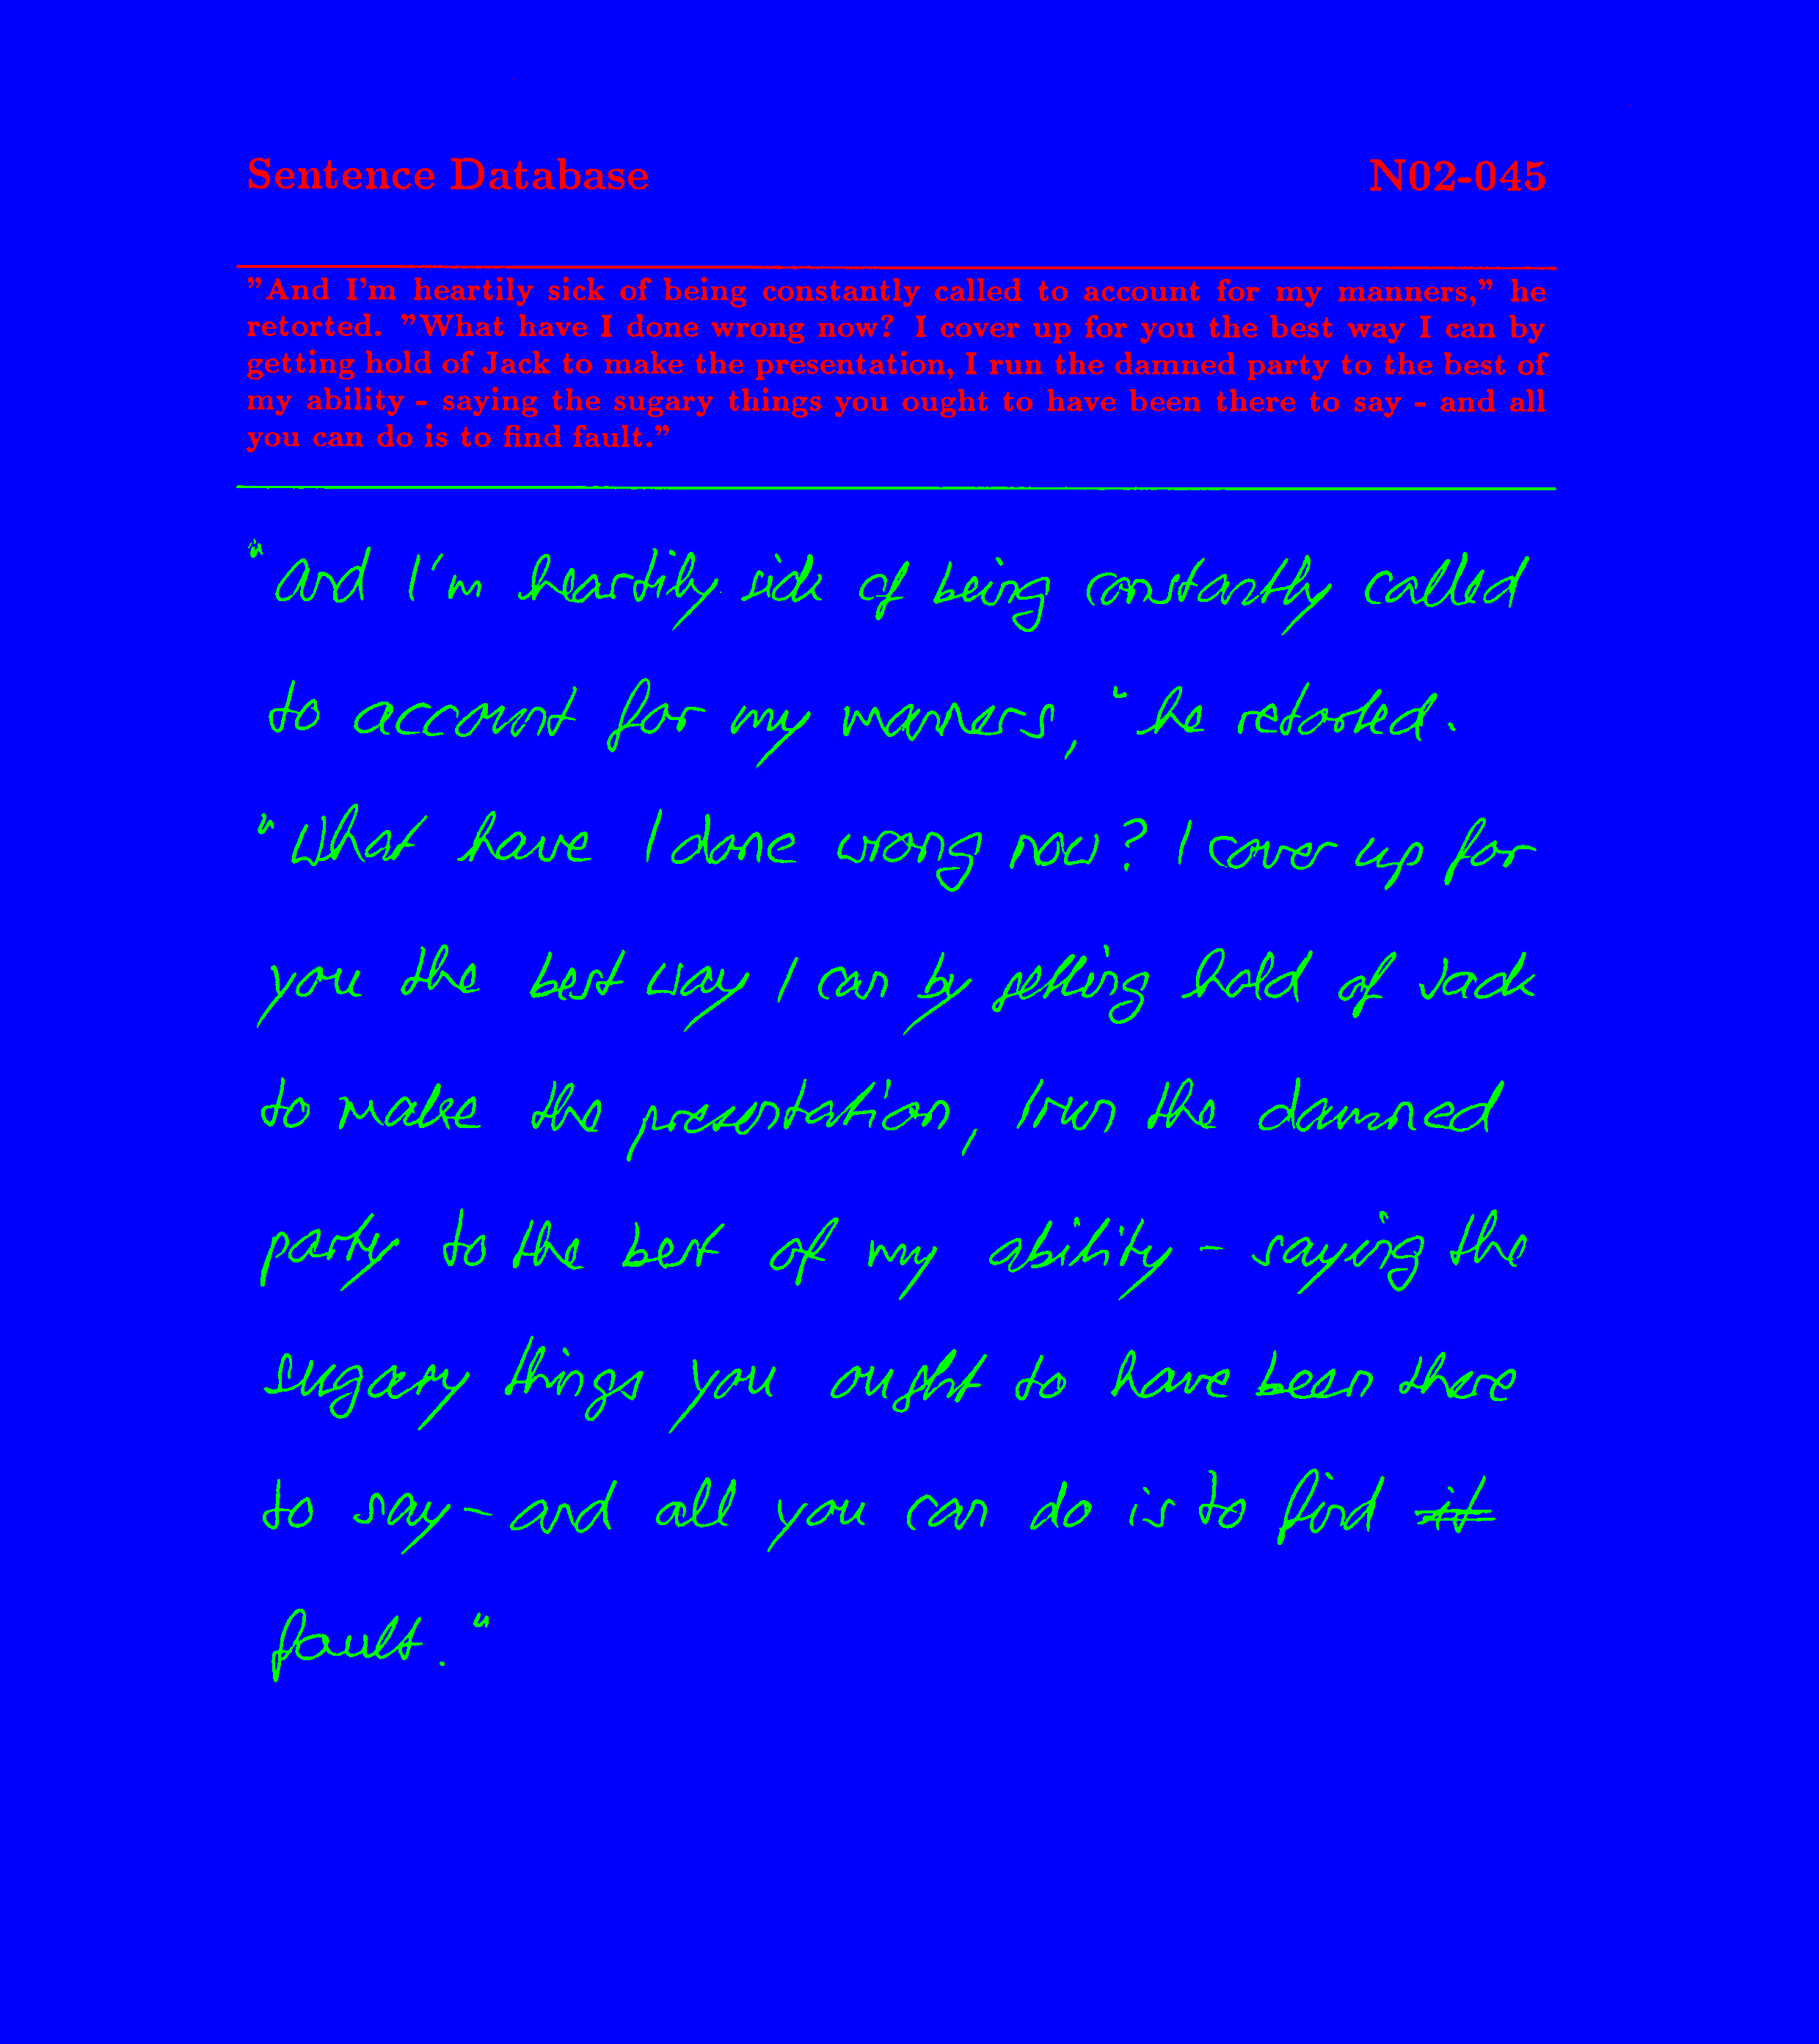 Sentence Database N02-045
"And I'm heartily sick of being constantly called to account for my manners," he
retorted. "What have I done wrong now? I cover up for you the best way I can by
getting hold of Jack to make the presentation, I run the damned party to the best of
my ability - saying the sugary things you ought to have been there to say - and all
you can do is to find fault."
"And I'm heartily sick of being constantly called
to account for my manners, "he retorted.
"What have I done wrong now? I cover up for
you the best way I can by getting hold of Jack
to make the presentation, I run the damned
party to the best of my ability - saying the
sugary things you ought to have been there
to say - and all you can do is to find it
fault."